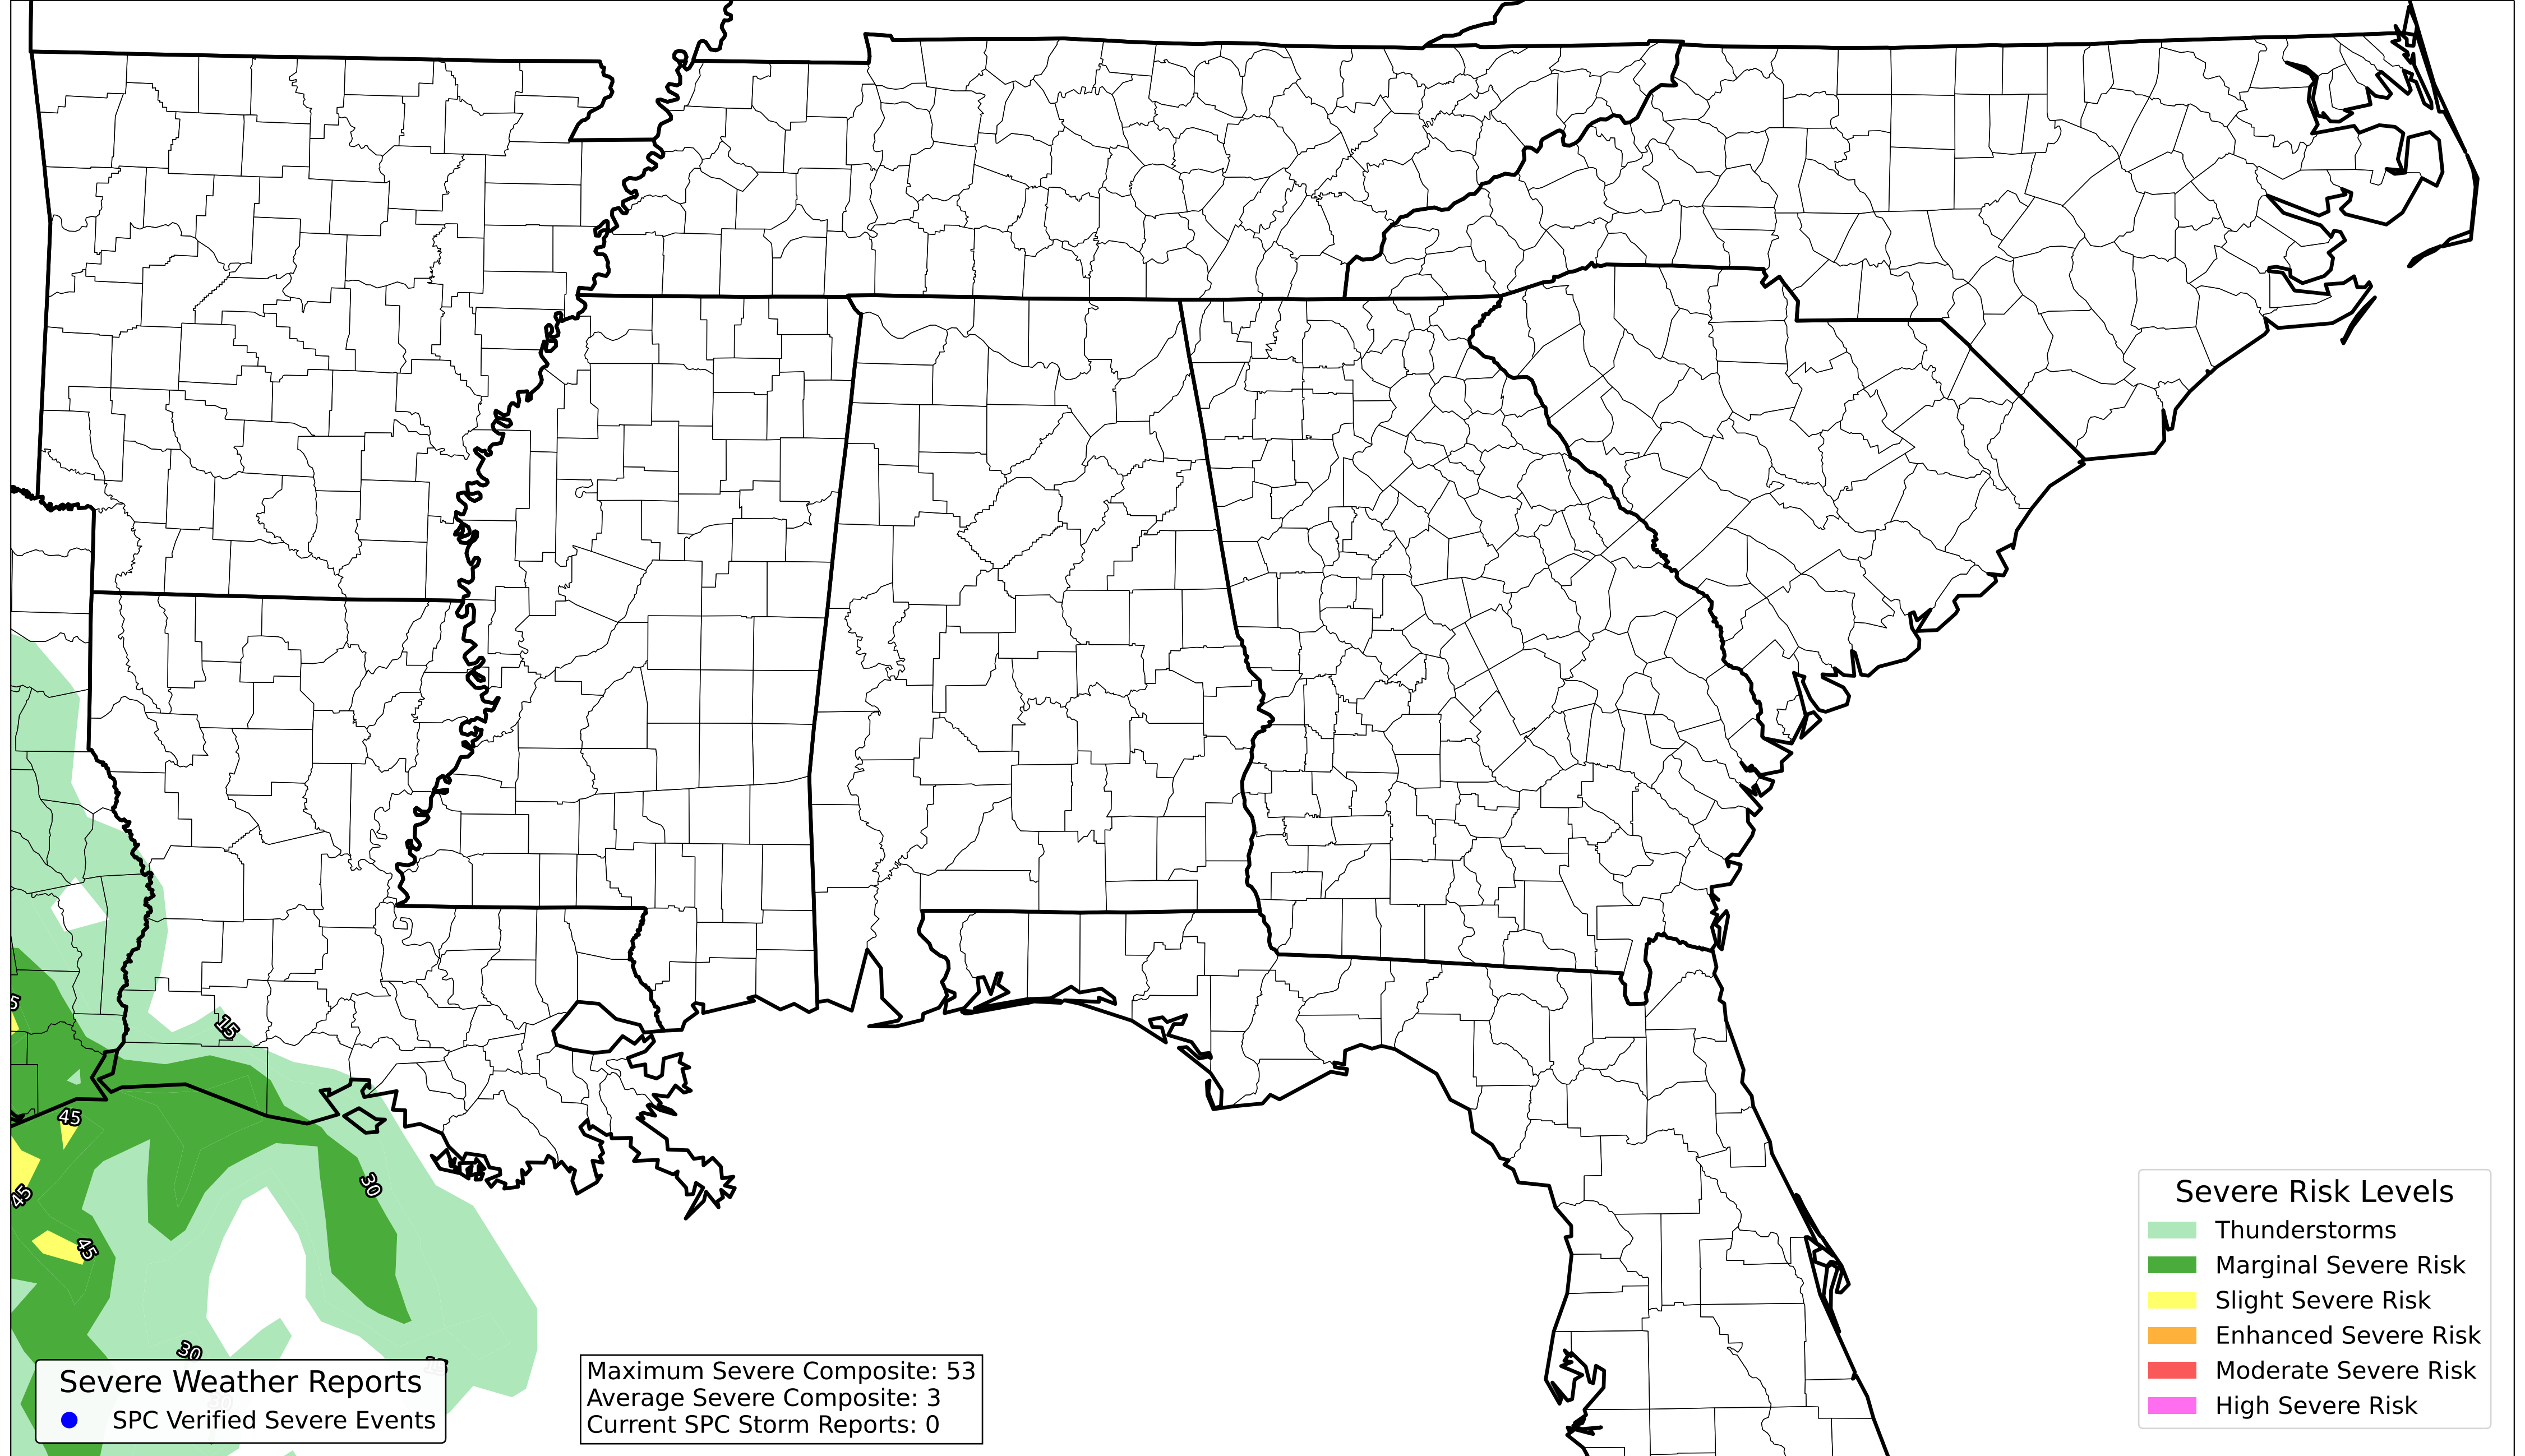 5
15
45
45
30
45
30
Severe Weather Reports
SPC Verified Severe Events
Maximum Severe Composite: 53
Average Severe Composite: 3
Current SPC Storm Reports: 0
Severe Risk Levels
Thunderstorms
Marginal Severe Risk
Slight Severe Risk
Enhanced Severe Risk
Moderate Severe Risk
High Severe Risk